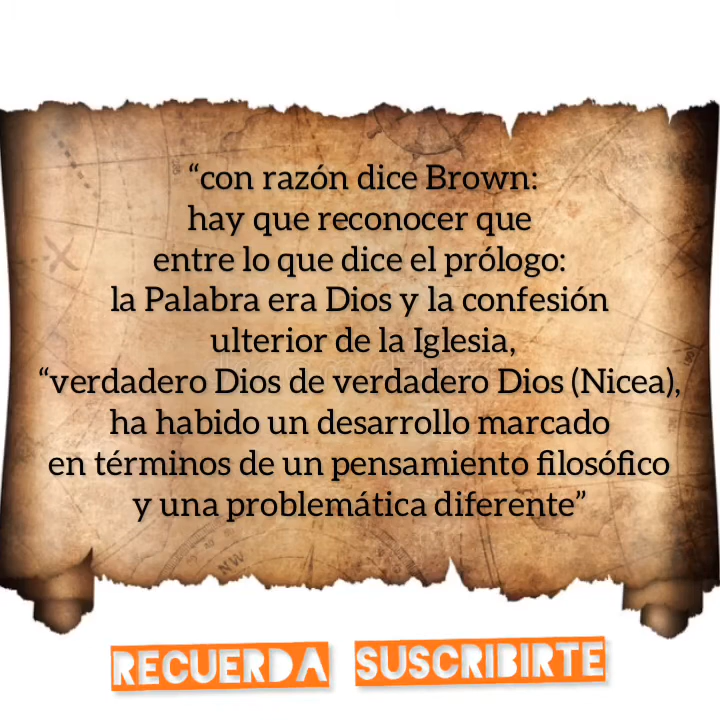 “con razón dice Brown:
hay que reconocer que
entre lo que dice el prólogo:
la Palabra era Dios y la confesión
ulterior de la Iglesia,
“verdadero Dios de verdadero Dios (Nicea),
ha habido un desarrollo marcado
en términos de un pensamiento filosófico
y una problemática diferente”
NW
RECUERDA SUSCRIBIRTE